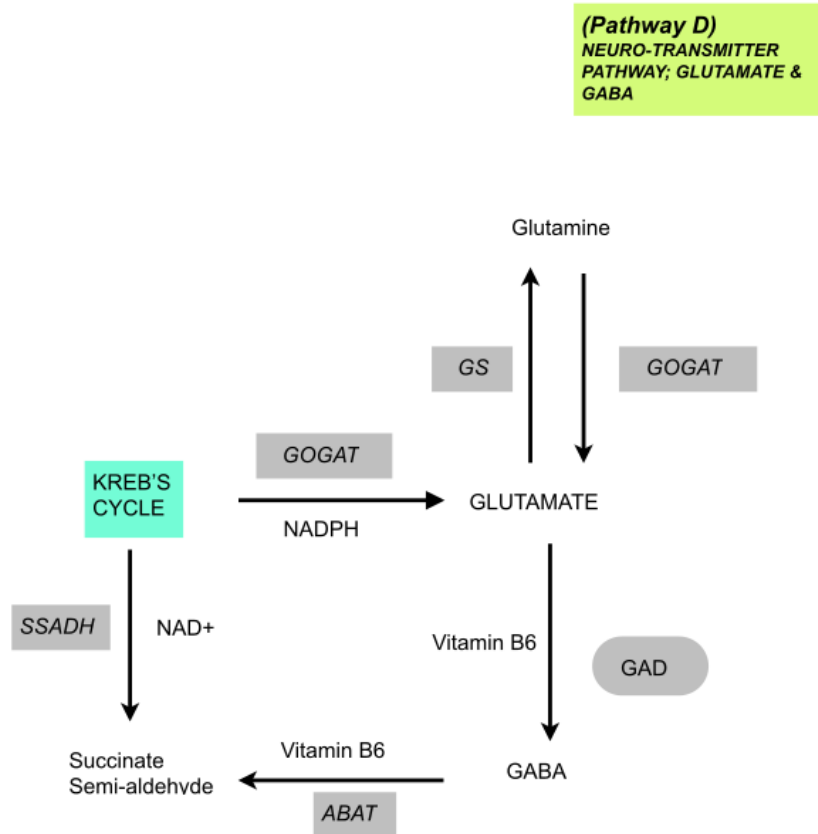 (Pathway D)
NEURO-TRANSMITTER
PATHWAY; GLUTAMATE &
GABA
Glutamine
GS
GOGAT
GOGAT
KREB'S
CYCLE
NADPH
GLUTAMATE
SSADH
NAD+
Vitamin B6
GAD
Succinate
Semi-aldehyde
Vitamin B6
ABAT
GABA